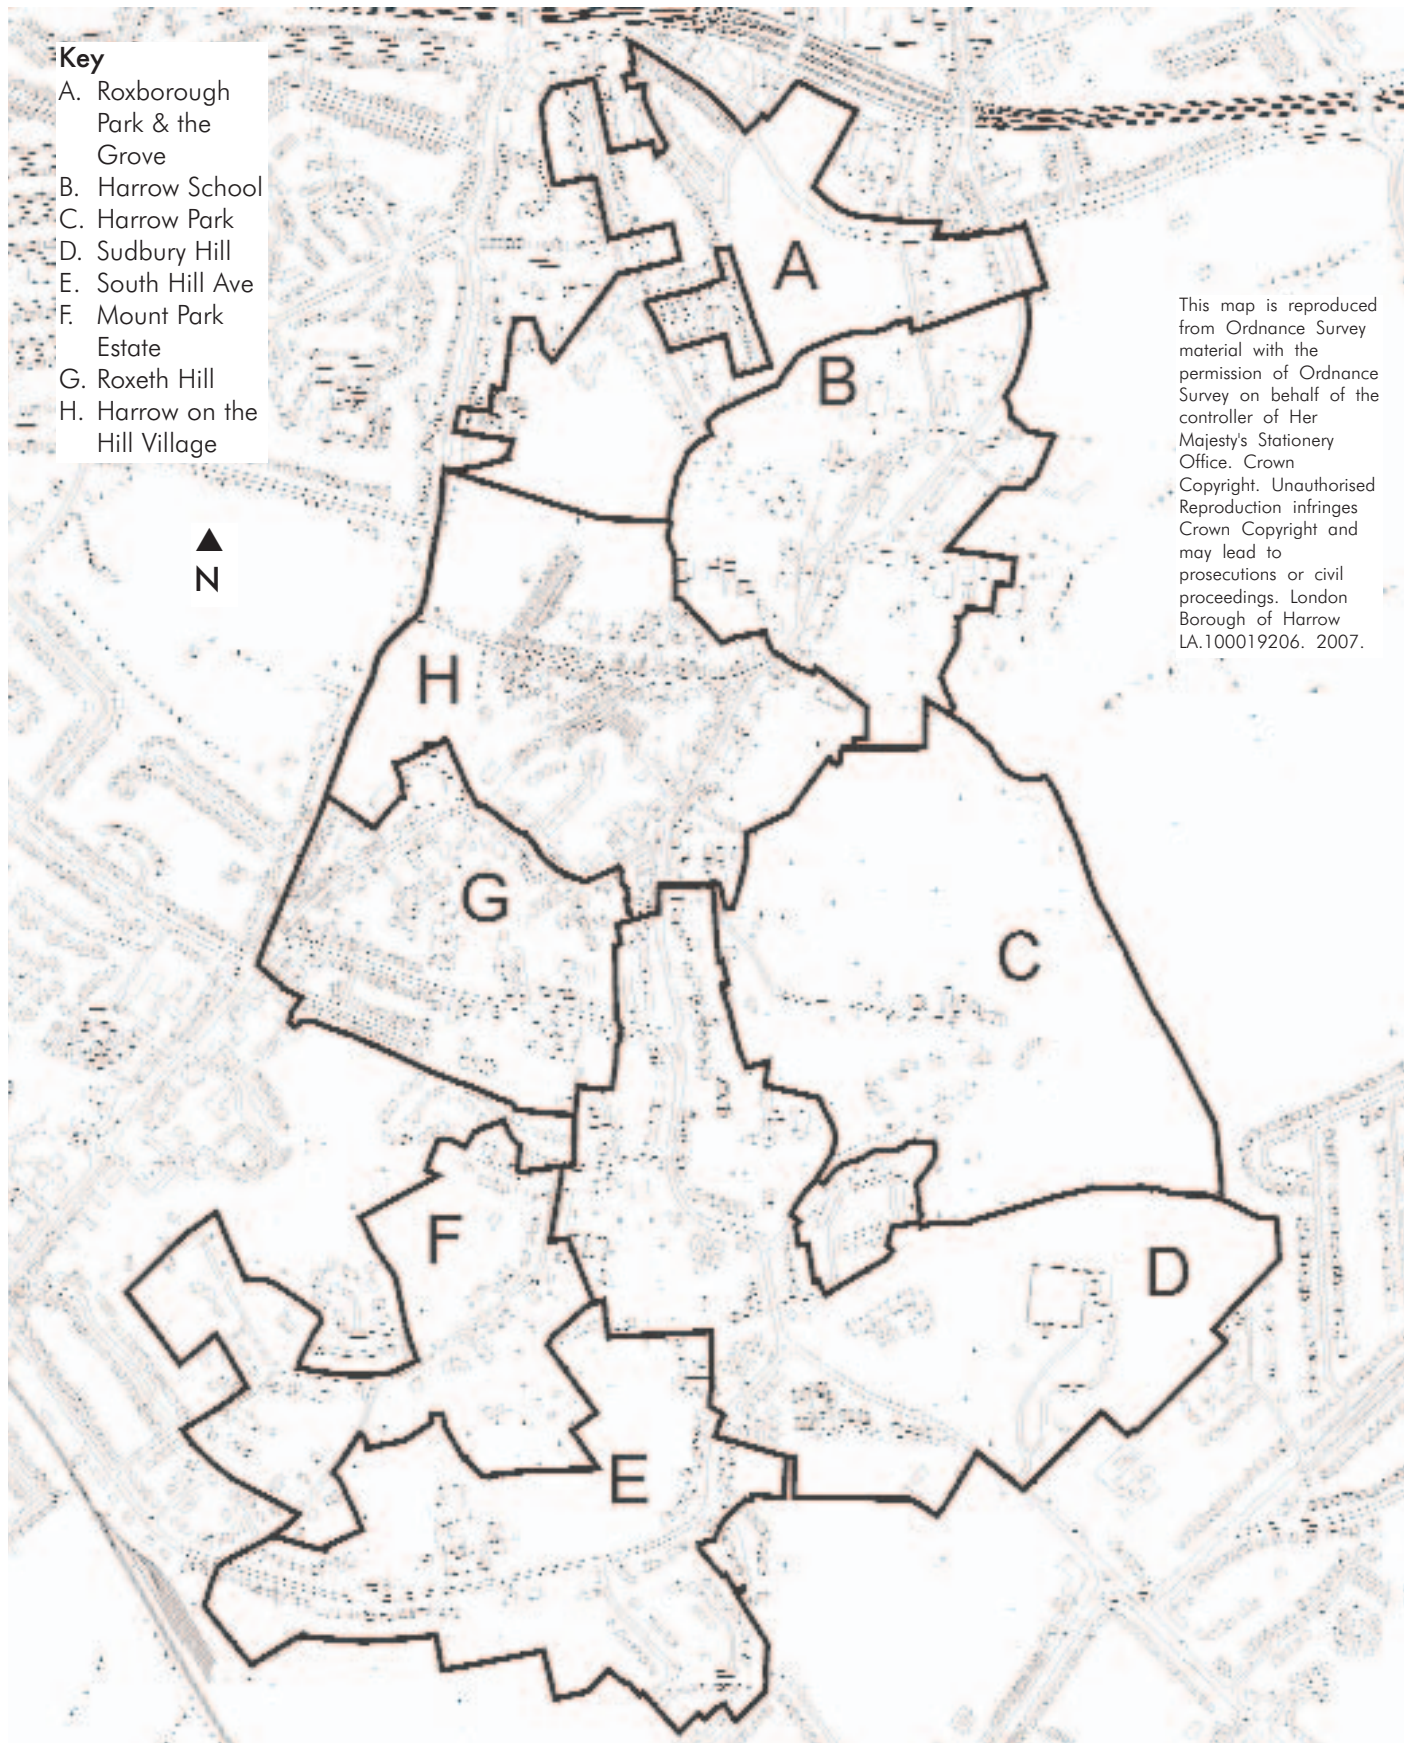 Key
A. Roxborough
Park & the
Grove
B. Harrow School
C. Harrow Park
D. Sudbury Hill
E. South Hill Ave
F. Mount Park
Estate
G. Roxeth Hill
H. Harrow on the
Hill Village
N
A
B
H
G
C
F
D
E
This map is reproduced
from Ordnance Survey
material with the
permission of Ordnance
Survey on behalf of the
controller of Her
Majesty's Stationery
Office. Crown
Copyright. Unauthorised
Reproduction infringes
Crown Copyright and
may lead to
prosecutions or civil
proceedings. London
Borough of Harrow
LA.100019206. 2007.